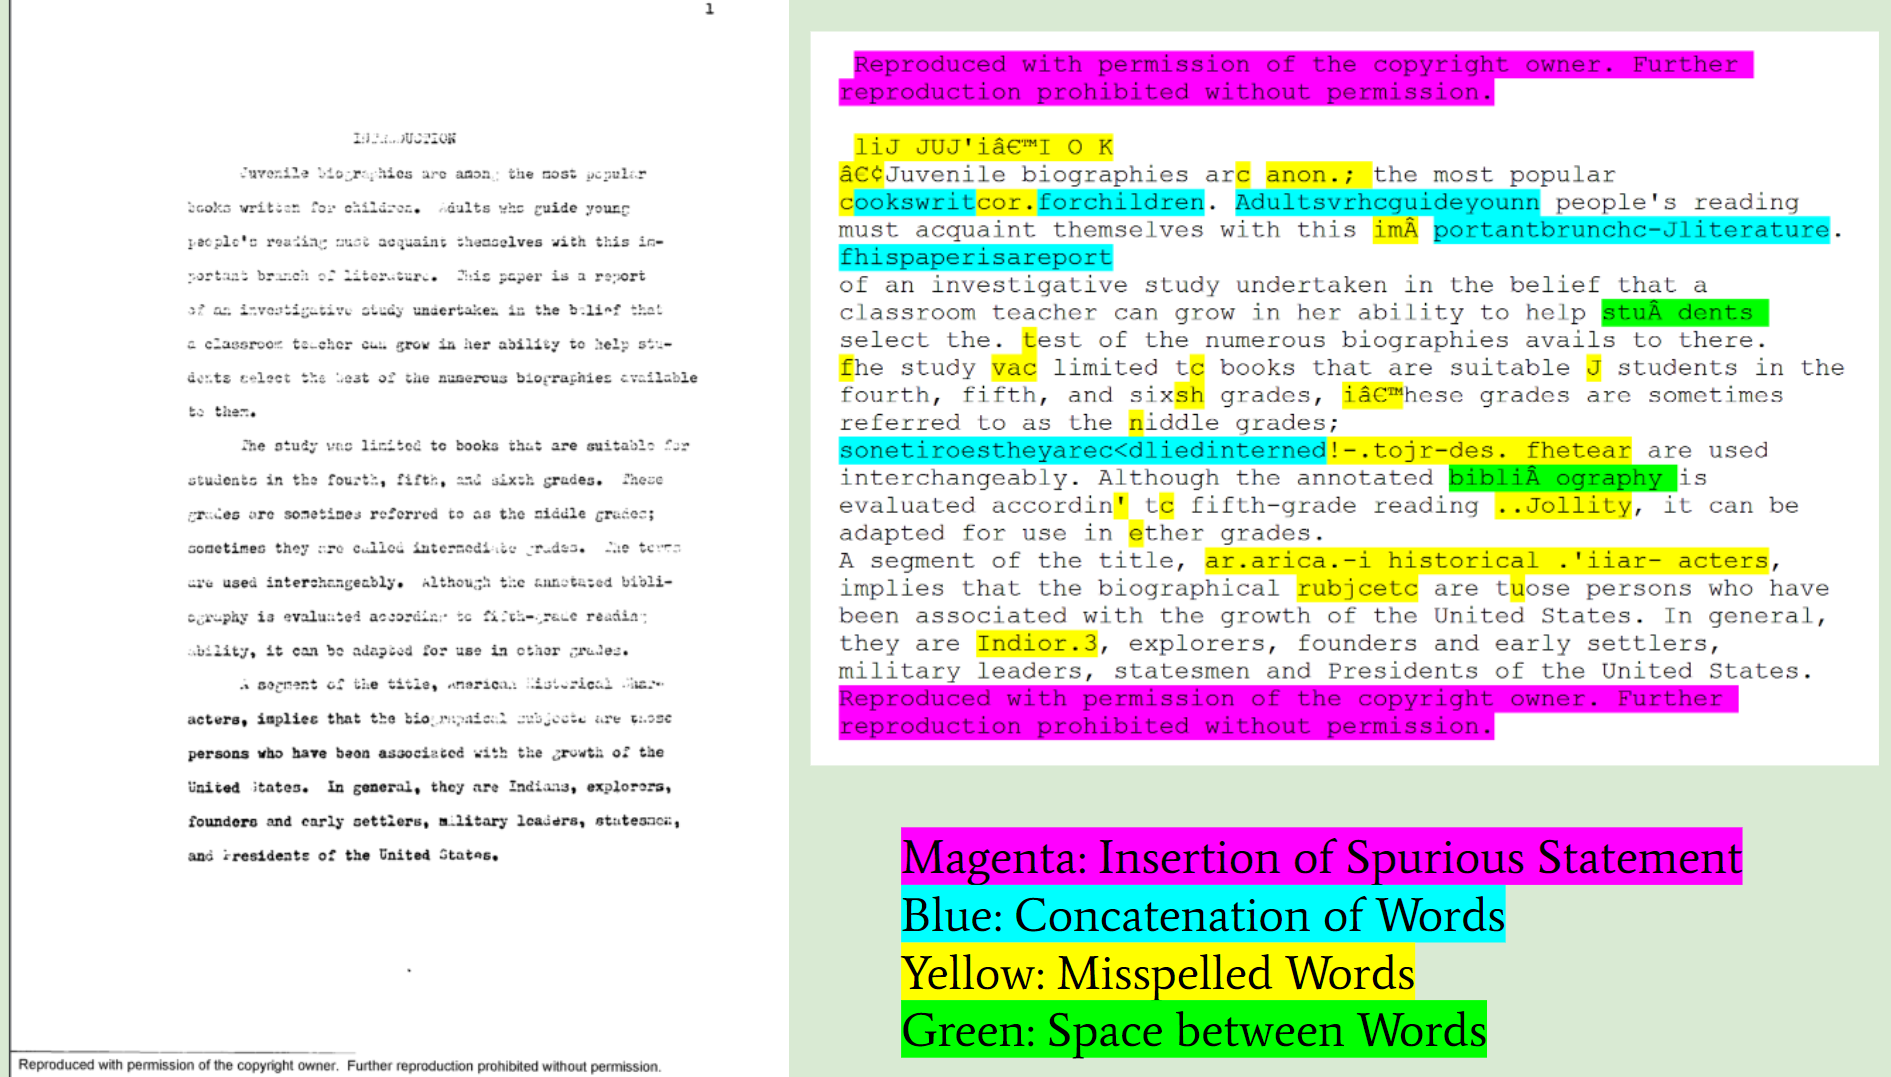 1
INTRODUCTION
Juvenile biographies are among the most popular
books written for children. Adults who guide young
people's reading must acquaint themselves with this im-
portant branch of literature. This paper is a report
of an investigative study undertaken in the belief that
a classroom teacher can grow in her ability to help stu-
dents select the best of the numerous biographies available
to them.
The study was limited to books that are suitable for
students in the fourth, fifth, and sixth grades. These
grades are sometimes referred to as the middle grades;
sometimes they are called intermediate grades. The terms
are used interchangeably. Although the annotated bibli-
ography is evaluated according to fifth-grade reading
ability, it can be adapted for use in other grades.
A segment of the title, American Historical Char-
acters, implies that the biographical subjects are those
persons who have been associated with the growth of the
United States. In general, they are Indians, explorers,
founders and early settlers, military leaders, statesmen,
and Presidents of the United States.
Reproduced with permission of the copyright owner. Further reproduction prohibited without permission.
Reproduced with permission of the copyright owner. Further
reproduction prohibited without permission.
liJ JUJ'iâ€™I O K
â€¢Juvenile biographies arc anon.; the most popular
cookswritcor.forchildren. Adultsvrhcguideyounn people's reading
must acquaint themselves with this imÂ portantbrunchc-Jliterature.
fhispaperisareport
of an investigative study undertaken in the belief that a
classroom teacher can grow in her ability to help stuÂ dents
select the. test of the numerous biographies avails to there.
fhe study vac limited tc books that are suitable J students in the
fourth, fifth, and sixsh grades, iâ€™hese grades are sometimes
referred to as the niddle grades;
sonetiroestheyarec<dliedinterned!-.tojr-des. fhetear are used
interchangeably. Although the annotated bibliÂ ography is
evaluated accordin' tc fifth-grade reading ..Jollity, it can be
adapted for use in ether grades.
A segment of the title, ar.arica.-i historical .'iiar- acters,
implies that the biographical rubjcetc are tuose persons who have
been associated with the growth of the United States. In general,
they are Indior.3, explorers, founders and early settlers,
military leaders, statesmen and Presidents of the United States.
Reproduced with permission of the copyright owner. Further
reproduction prohibited without permission.
Magenta: Insertion of Spurious Statement
Blue: Concatenation of Words
Yellow: Misspelled Words
Green: Space between Words